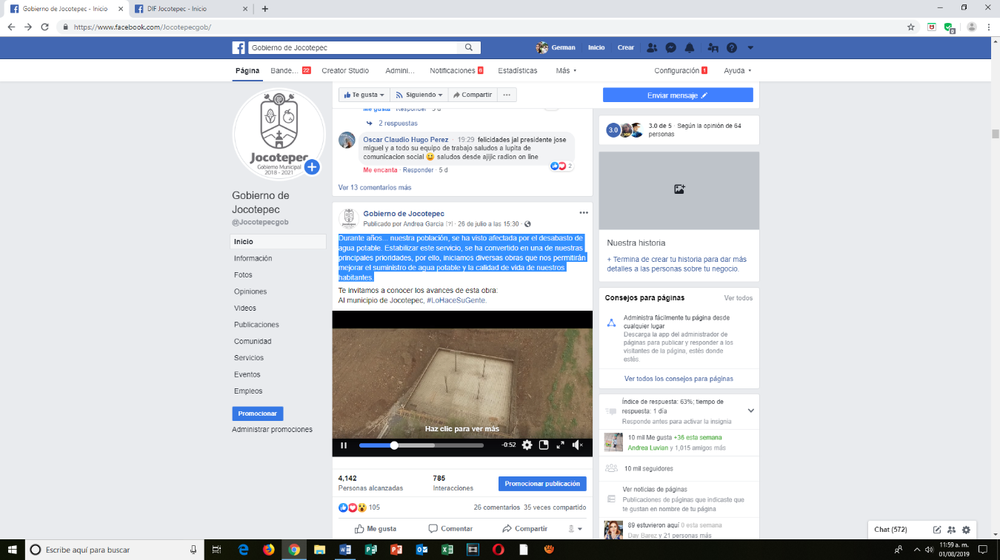 Gobierno de Jocotepec - Inicio
DIF Jocotepec - Inicio
https://www.facebook.com/Jocotepecgob/
Gobierno de Jocotepec
German
Inicio
Crear
Página
Bande... 22
Creator Studio
Admini...
Notificaciones 6
Estadísticas
Más
Configuración 1
Ayuda
Jocotepec
Gobierno Municipal
2018 - 2021
Gobierno de
Jocotepec
@Jocotepecgob
Inicio
Información
Fotos
Opiniones
Videos
Publicaciones
Comunidad
Servicios
Eventos
Empleos
Promocionar
Administrar promociones
Te gusta
Siguiendo
Compartir
Enviar mensaje
Me gusta · Responder · 5 d
2 respuestas
Oscar Claudio Hugo Perez · 19:29 felicidades jal presidente jose
miguel y a todo su equipo de trabajo saludos a lupita de
comunicacion social 😀 saludos desde ajijic radion on line
2
Me encanta · Responder · 5 d
Ver 13 comentarios más
Gobierno de Jocotepec
Publicado por Andrea Garcia [?] · 26 de julio a las 15:30 ·
Durante años... nuestra población, se ha visto afectada por el desabasto de
agua potable. Estabilizar este servicio, se ha convertido en una de nuestras
principales prioridades, por ello, iniciamos diversas obras que nos permitirán
mejorar el suministro de agua potable y la calidad de vida de nuestros
habitantes.
Te invitamos a conocer los avances de esta obra:
Al municipio de Jocotepec, #LoHaceSuGente.
Haz clic para ver más
-0:52
4,142
Personas alcanzadas
785
Interacciones
Promocionar publicación
105
26 comentarios 35 veces compartido
Me gusta
Comentar
Compartir
3.0
3.0 de 5 · Según la opinión de 64
personas
Nuestra historia
+ Termina de crear tu historia para dar más
detalles a las personas sobre tu negocio.
Consejos para páginas
Ver todos
Administra fácilmente tu página desde
cualquier lugar
Descarga la app del administrador de
páginas para publicar y responder a los
visitantes de la página, estés donde
estés.
Ver todos los consejos para páginas
Índice de respuesta: 63%; tiempo de
respuesta: 1 día
Responde antes para activar la insignia
10 mil Me gusta +36 esta semana
Andrea Luvian y 1,015 amigos más
10 mil seguidores
Ver noticias de páginas
Publicaciones de páginas que indicaste que
te gustan en nombre de tu página
89 estuvieron aquí 0 esta semana
Day Barez y 21 personas más
Chat (572)
Escribe aquí para buscar
11:59 a. m.
01/08/2019